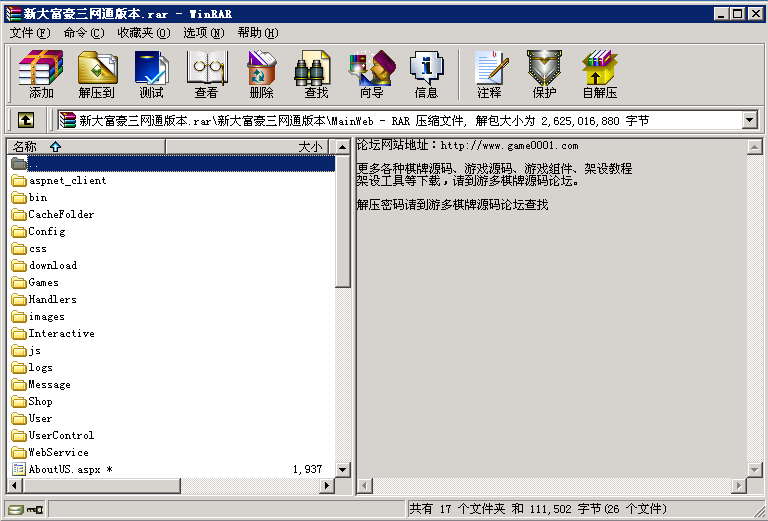 新大富豪三网通版本.rar - WinRAR
文件(F) 命令(C) 收藏夹(O) 选项(N) 帮助(H)
添加 解压到 测试 查看 删除 查找 向导 信息 注释 保护 自解压
新大富豪三网通版本.rar\新大富豪三网通版本\MainWeb - RAR 压缩文件, 解包大小为 2,625,016,880 字节
名称 大小
..
aspnet_client
bin
CacheFolder
Config
css
download
Games
Handlers
images
Interactive
js
logs
Message
Shop
User
UserControl
WebService
AboutUS.aspx * 1,937
论坛网站地址：http://www.game0001.com
更多各种棋牌源码、游戏源码、游戏组件、架设教程
架设工具等下载，请到游多棋牌源码论坛。
解压密码请到游多棋牌源码论坛查找
共有 17 个文件夹 和 111,502 字节(26 个文件)